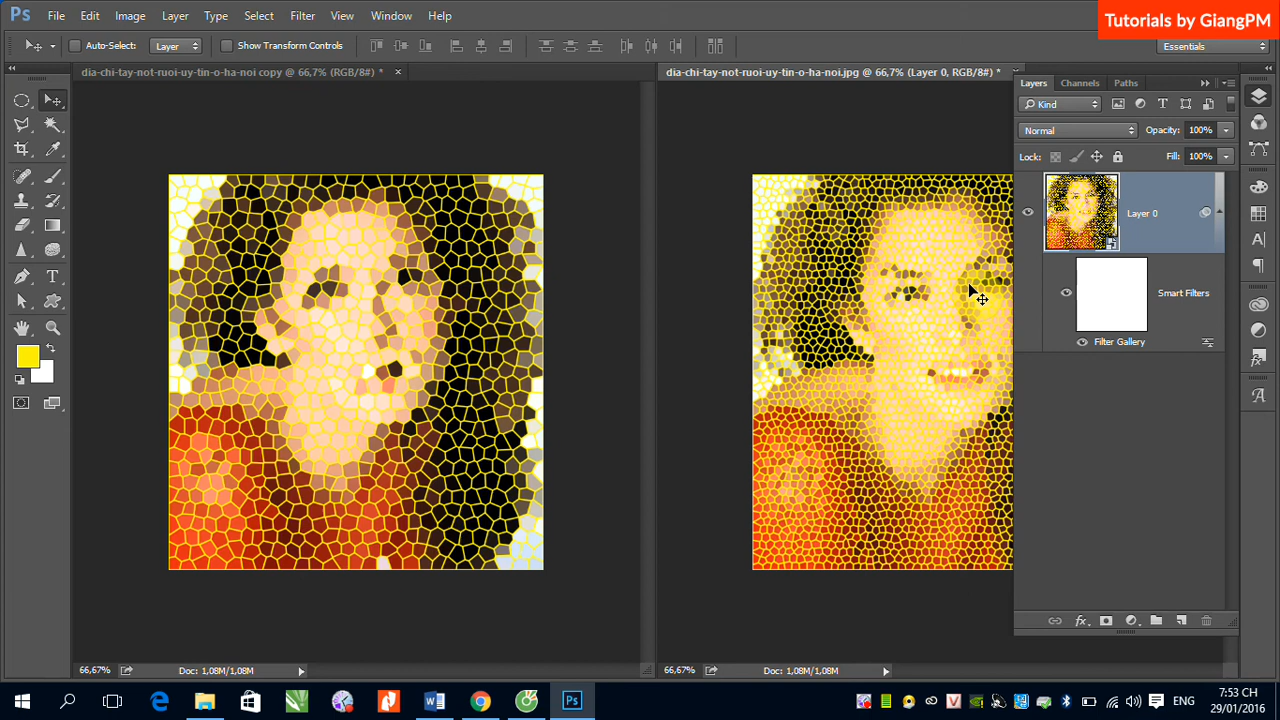 Tutorials by GiangPM
Ps File Edit Image Layer Type Select Filter View Window Help
Auto-Select: Layer Show Transform Controls
Essentials
dia-chi-tay-not-ruoi-uy-tin-o-ha-noi copy @ 66,7% (RGB/8#) * ×
dia-chi-tay-not-ruoi-uy-tin-o-ha-noi.jpg @ 66,7% (Layer 0, RGB/8#) *
Layers Channels Paths
Kind
Normal Opacity: 100%
Lock: Fill: 100%
Layer 0
Smart Filters
Filter Gallery
66,67% Doc: 1,08M/1,08M
66,67% Doc: 1,08M/1,08M
ENG
7:53 CH
29/01/2016